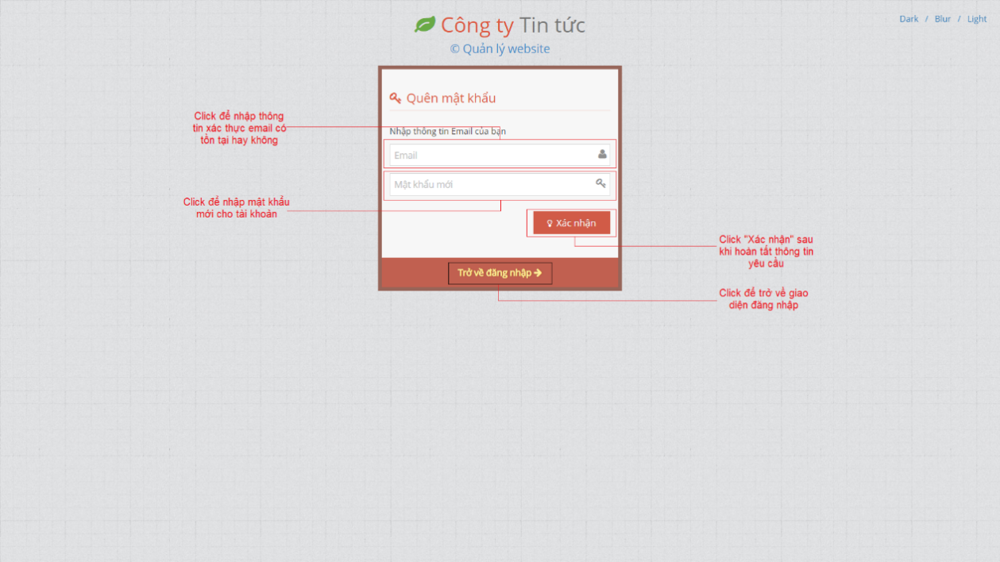 Công ty Tin tức
© Quản lý website
Dark / Blur / Light
Quên mật khẩu
Click để nhập thông
tin xác thực email có
tồn tại hay không
Nhập thông tin Email của bạn
Email
Mật khẩu mới
Click để nhập mật khẩu
mới cho tài khoản
Xác nhận
Click "Xác nhận" sau
khi hoàn tất thông tin
yêu cầu
Trở về đăng nhập
Click để trở về giao
diện đăng nhập